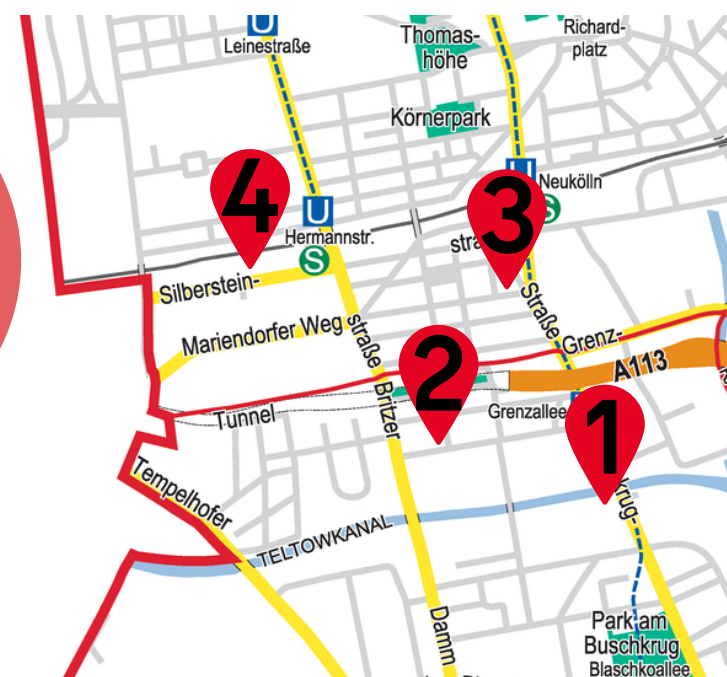 U
Leinestraße
Thomas-
höhe
Richard-
platz
Körnerpark
U
Neukölln
S
4
3
U
Hermannstr.
S
stra
Silberstein-
Mariendorfer Weg
straße
Straße
Grenz-
A113
2
Britzer
Tunnel
Grenzallee
1
krug-
Tempelhofer
TELTOWKANAL
Damm
Park am
Buschkrug
Blaschkoallee